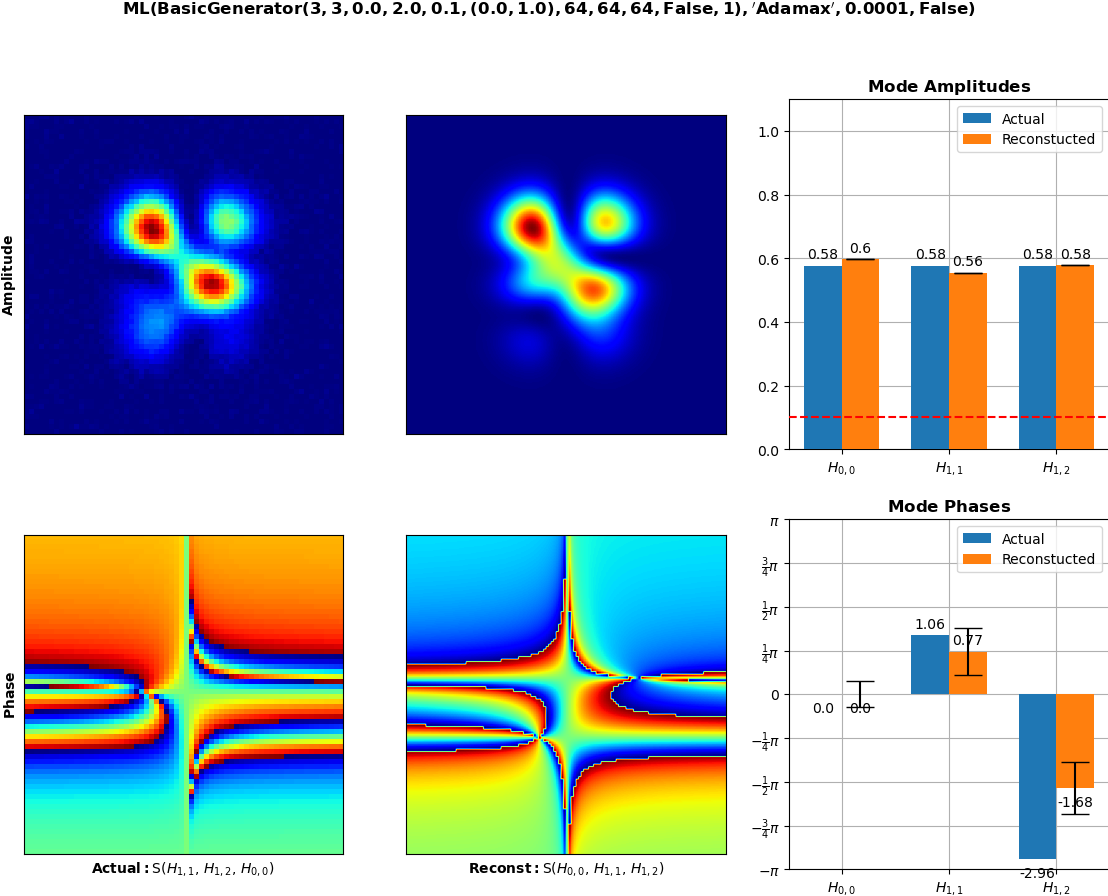 ML(BasicGenerator(3, 3, 0.0, 2.0, 0.1, (0.0, 1.0), 64, 64, 64, False, 1), 'Adamax', 0.0001, False)
Amplitude
Mode Amplitudes
Actual
Reconstucted
1.0
0.8
0.6
0.4
0.2
0.0
0.58 0.6
0.58 0.56
0.58 0.58
H0,0 H1,1 H1,2
Phase
Actual: S(H1,1, H1,2, H0,0)
Reconst: S(H0,0, H1,1, H1,2)
Mode Phases
Actual
Reconstucted
π
3/4π
1/2π
1/4π
0
−1/4π
−1/2π
−3/4π
−π
0.0 0.0
1.06 0.77
-2.96 -1.68
H0,0 H1,1 H1,2